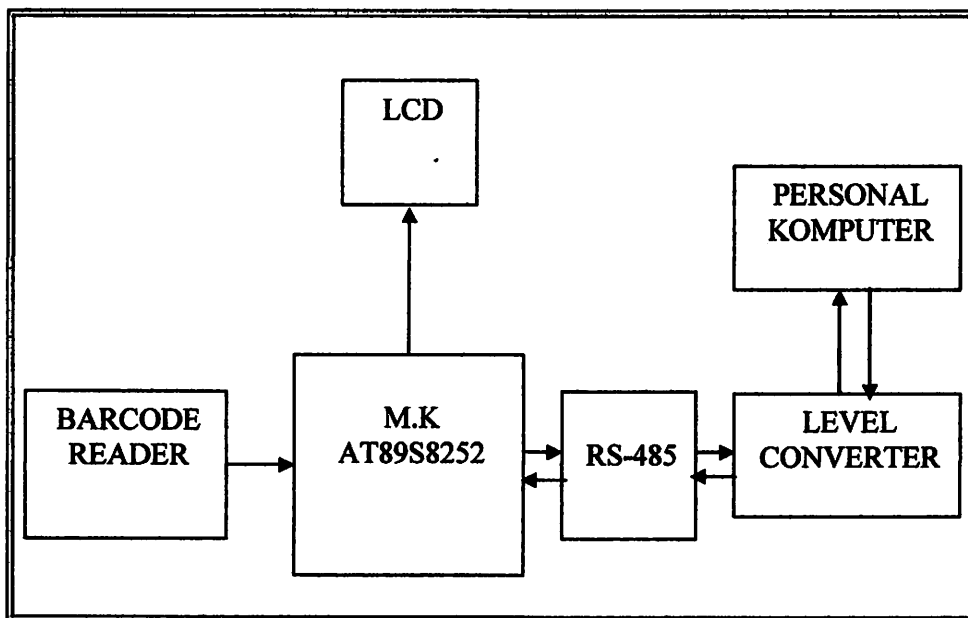 LCD
PERSONAL
KOMPUTER
BARCODE
READER
M.K
AT89S8252
RS-485
LEVEL
CONVERTER